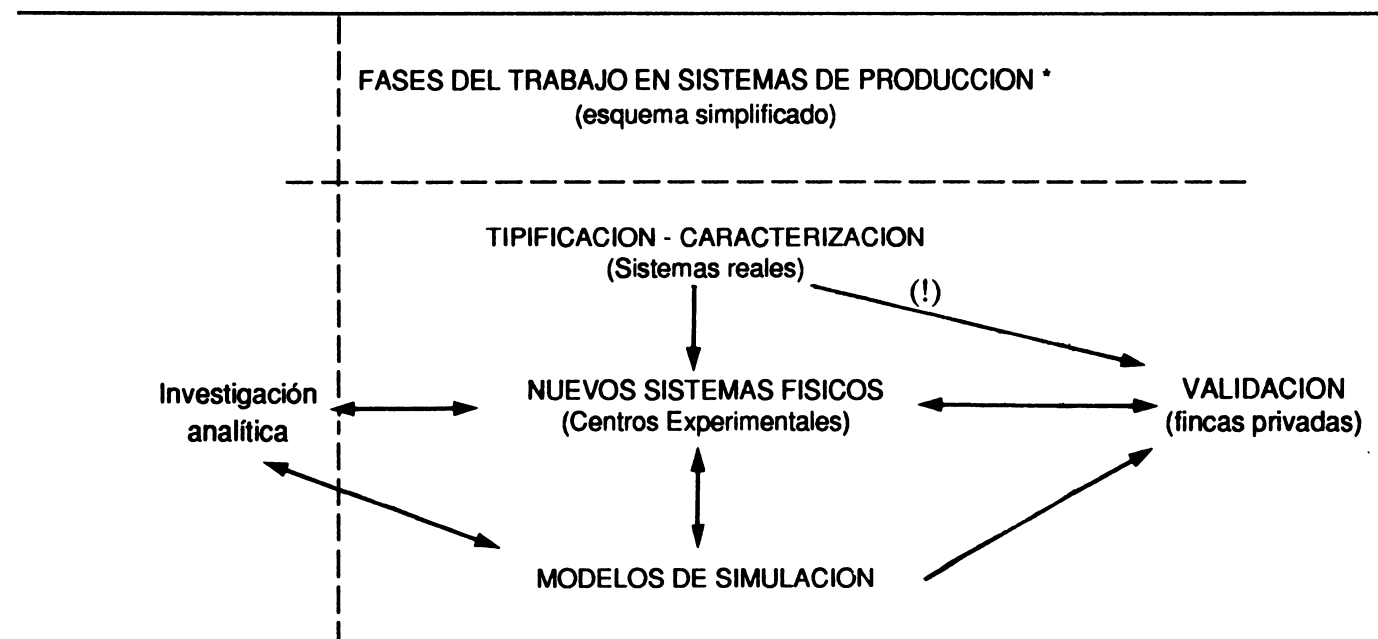 FASES DEL TRABAJO EN SISTEMAS DE PRODUCCION *
(esquema simplificado)
TIPIFICACION - CARACTERIZACION
(Sistemas reales)
(!)
Investigación
analítica
NUEVOS SISTEMAS FISICOS
(Centros Experimentales)
VALIDACION
(fincas privadas)
MODELOS DE SIMULACION